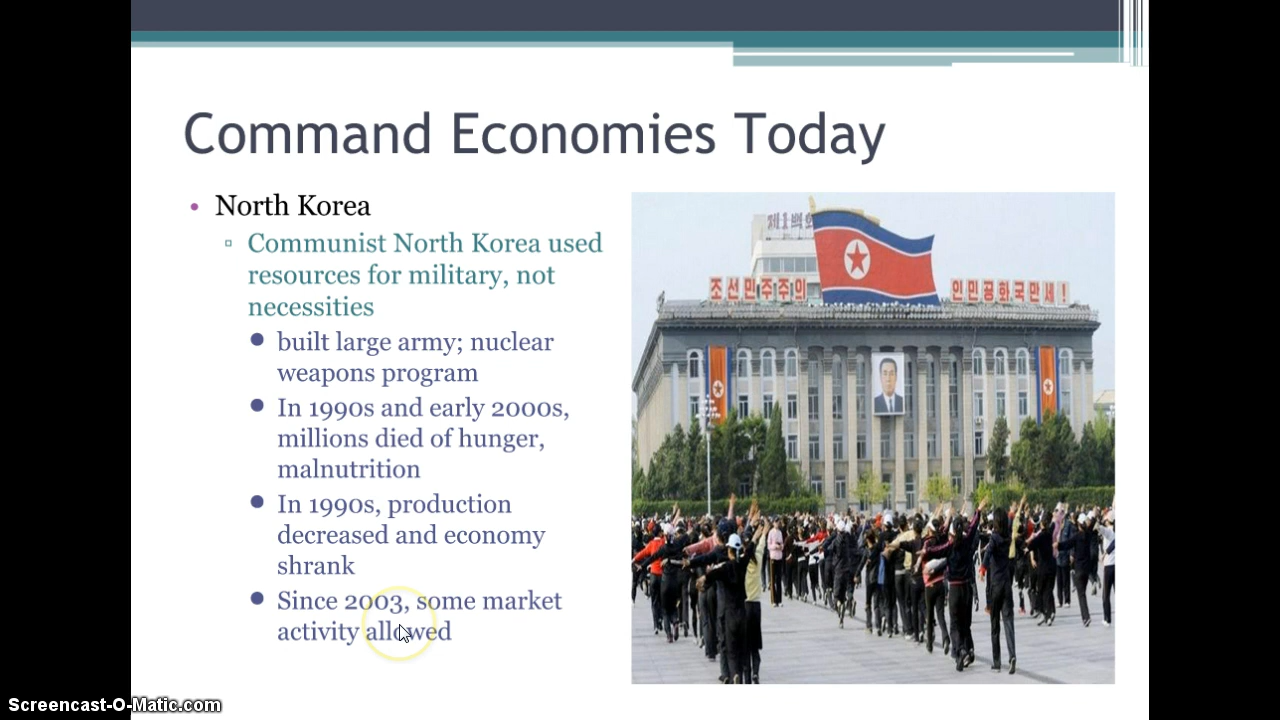 Command Economies Today
• North Korea
▫ Communist North Korea used
resources for military, not
necessities
● built large army; nuclear
weapons program
● In 1990s and early 2000s,
millions died of hunger,
malnutrition
● In 1990s, production
decreased and economy
shrank
● Since 2003, some market
activity allowed
조선민주주의
인민공화국만세!
Screencast-O-Matic.com